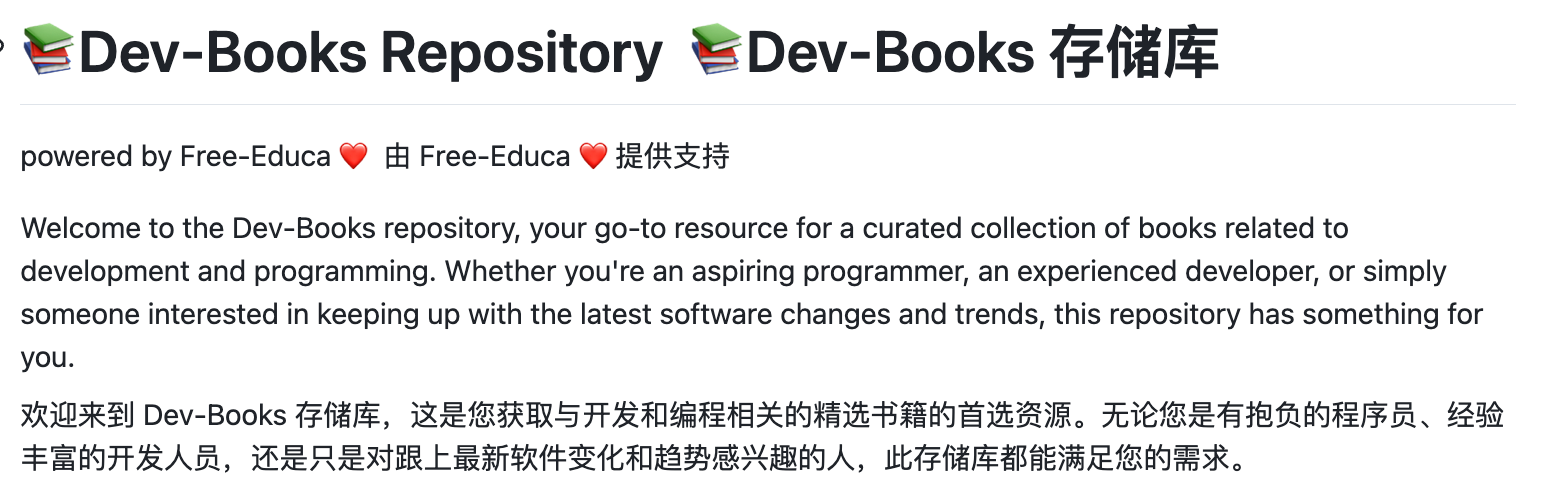 📚Dev-Books Repository 📚Dev-Books 存储库
powered by Free-Educa ❤️ 由 Free-Educa ❤️ 提供支持
Welcome to the Dev-Books repository, your go-to resource for a curated collection of books related to
development and programming. Whether you're an aspiring programmer, an experienced developer, or simply
someone interested in keeping up with the latest software changes and trends, this repository has something for
you.
欢迎来到 Dev-Books 存储库，这是您获取与开发和编程相关的精选书籍的首选资源。无论您是有抱负的程序员、经验
丰富的开发人员，还是只是对跟上最新软件变化和趋势感兴趣的人，此存储库都能满足您的需求。